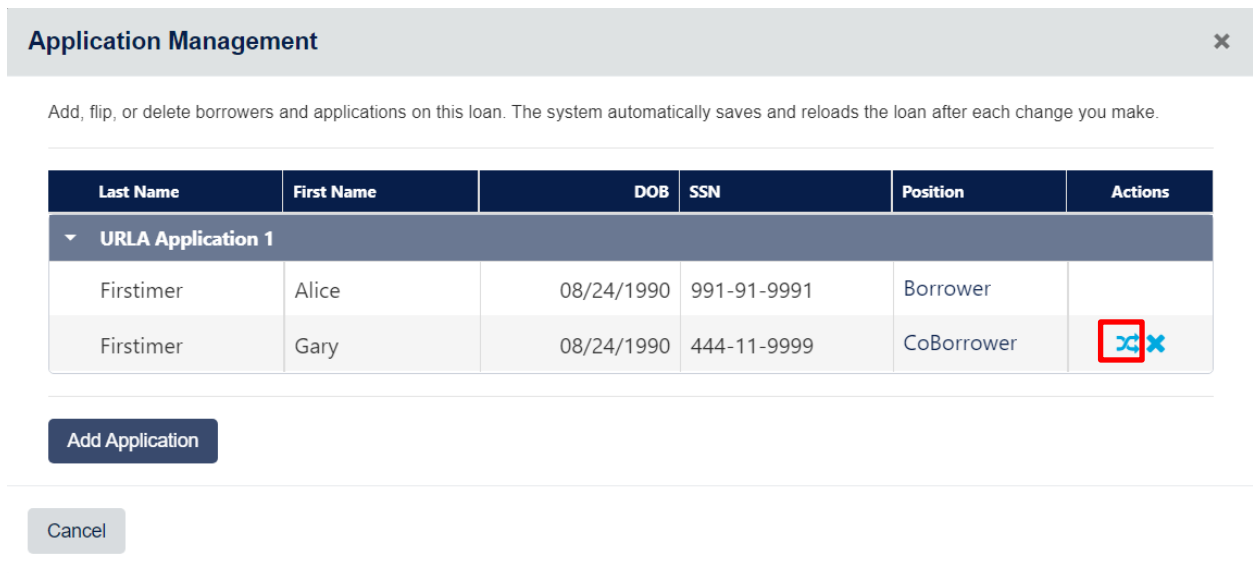 Application Management
Add, flip, or delete borrowers and applications on this loan. The system automatically saves and reloads the loan after each change you make.
Last Name First Name DOB SSN Position Actions
URLA Application 1
Firstimer Alice 08/24/1990 991-91-9991 Borrower
Firstimer Gary 08/24/1990 444-11-9999 CoBorrower
Add Application
Cancel